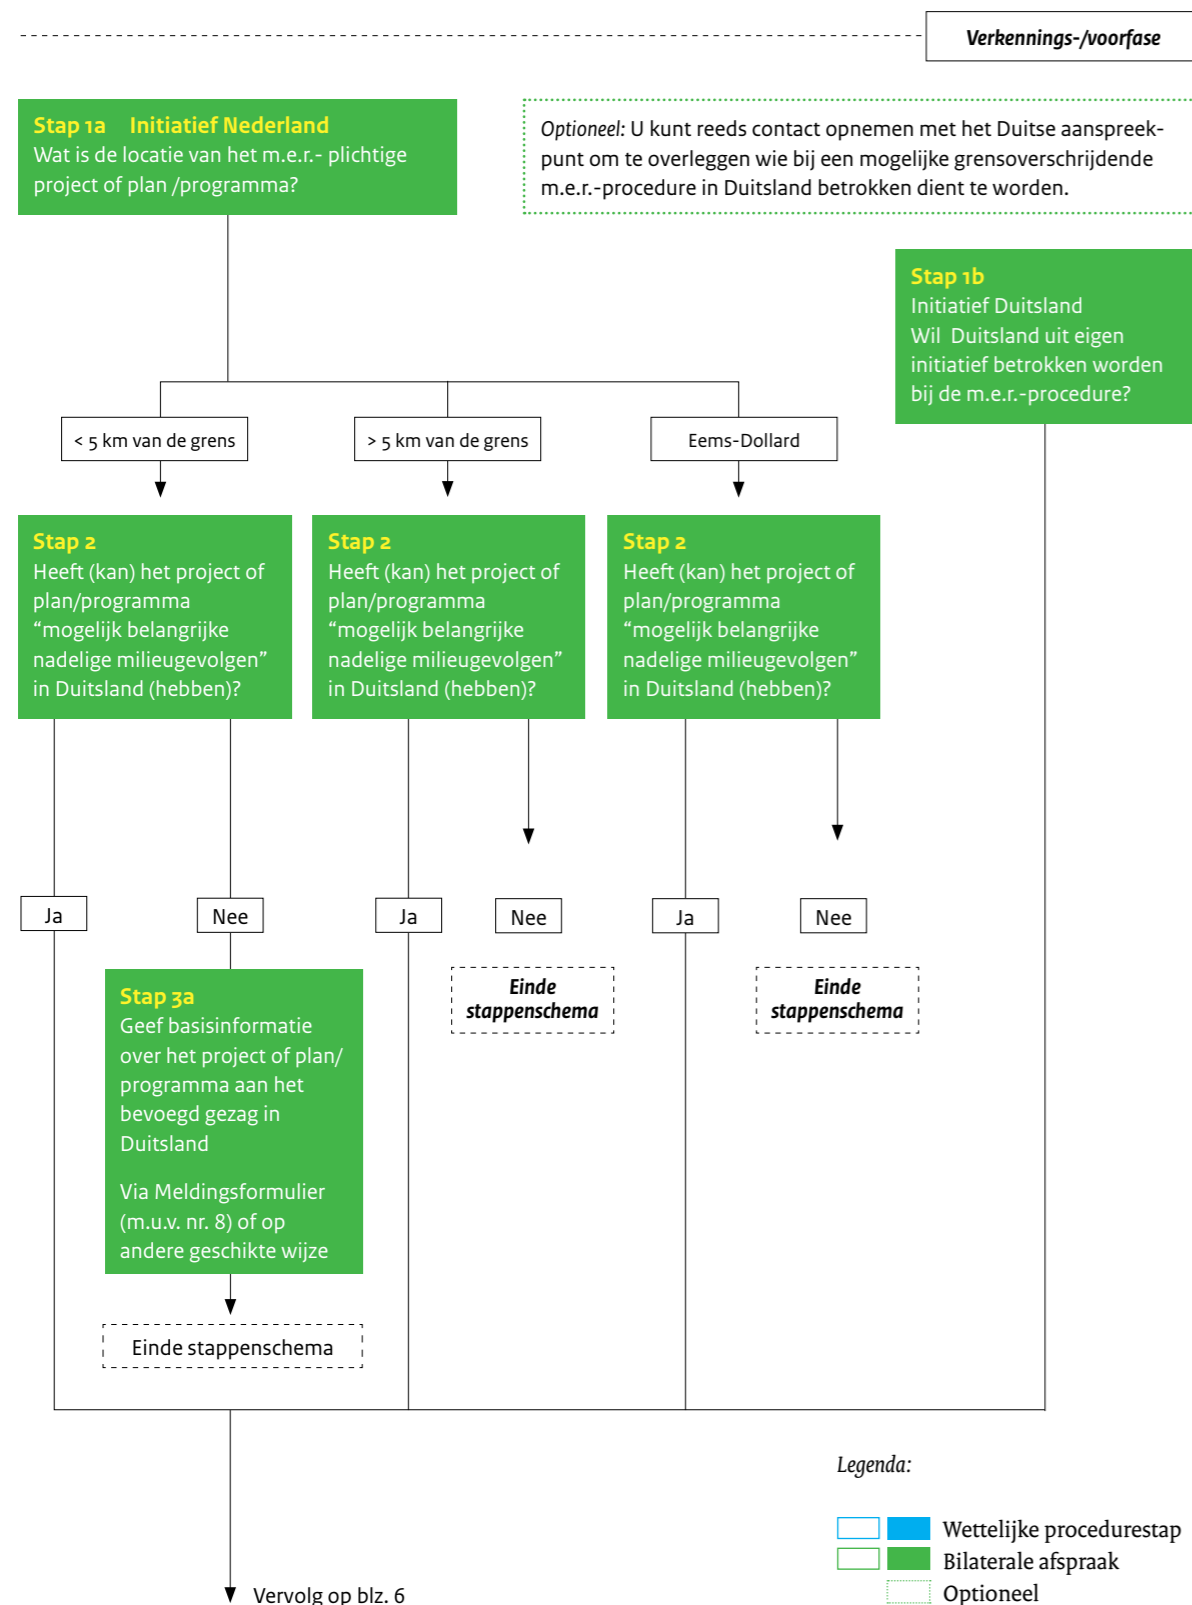 Verkennings-/voorfase
Stap 1a Initiatief Nederland
Wat is de locatie van het m.e.r.- plichtige
project of plan /programma?
Optioneel: U kunt reeds contact opnemen met het Duitse aanspreek-
punt om te overleggen wie bij een mogelijke grensoverschrijdende
m.e.r.-procedure in Duitsland betrokken dient te worden.
Stap 1b
Initiatief Duitsland
Wil Duitsland uit eigen
initiatief betrokken worden
bij de m.e.r.-procedure?
< 5 km van de grens
> 5 km van de grens
Eems-Dollard
Stap 2
Heeft (kan) het project of
plan/programma
“mogelijk belangrijke
nadelige milieugevolgen”
in Duitsland (hebben)?
Stap 2
Heeft (kan) het project of
plan/programma
“mogelijk belangrijke
nadelige milieugevolgen”
in Duitsland (hebben)?
Stap 2
Heeft (kan) het project of
plan/programma
“mogelijk belangrijke
nadelige milieugevolgen”
in Duitsland (hebben)?
Ja
Nee
Ja
Nee
Ja
Nee
Stap 3a
Geef basisinformatie
over het project of plan/
programma aan het
bevoegd gezag in
Duitsland
Via Meldingsformulier
(m.u.v. nr. 8) of op
andere geschikte wijze
Einde
stappenschema
Einde
stappenschema
Einde stappenschema
Legenda:
Wettelijke procedurestap
Bilaterale afspraak
Optioneel
Vervolg op blz. 6